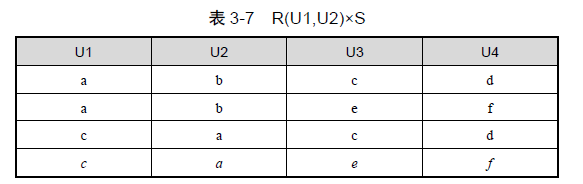 表 3-7 R(U1,U2)×S
U1 U2 U3 U4
a b c d
a b e f
c a c d
c a e f